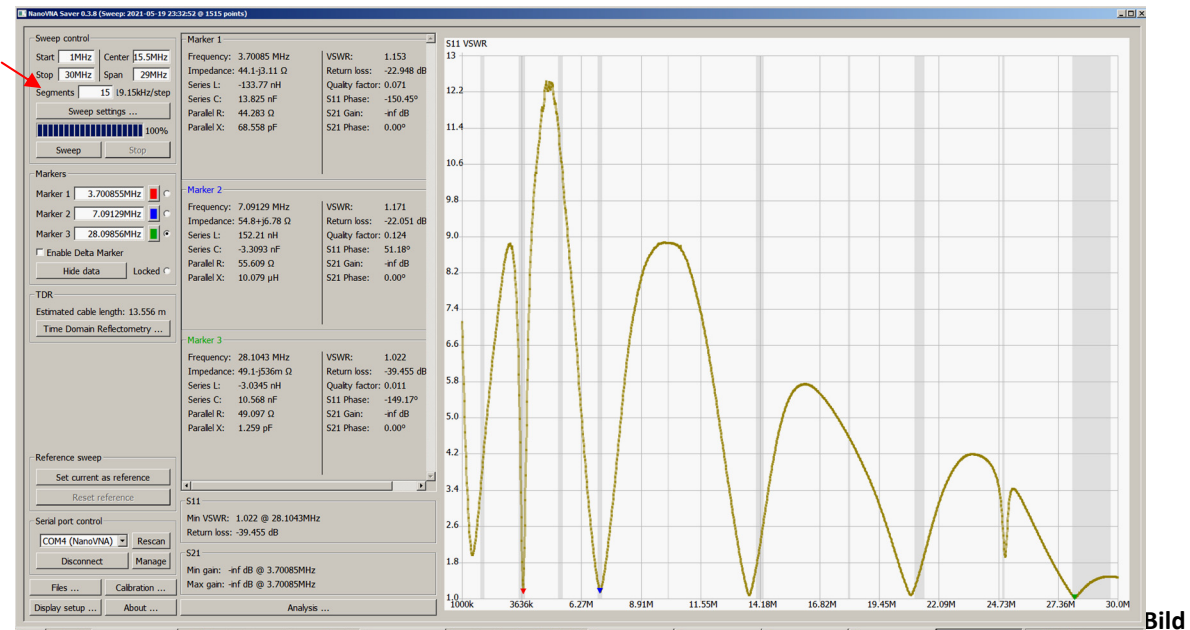 NanoVNA Saver 0.3.8 (Sweep: 2021-05-19 23:32:52 @ 1515 points)
Sweep control
Start 1MHz Center 15.5MHz
Stop 30MHz Span 29MHz
Segments 15 19.15kHz/step
Sweep settings ...
100%
Sweep Stop
Markers
Marker 1 3.700855MHz
Marker 2 7.09129MHz
Marker 3 28.09856MHz
Enable Delta Marker
Hide data Locked
TDR
Estimated cable length: 13.556 m
Time Domain Reflectometry ...
Reference sweep
Set current as reference
Reset reference
Serial port control
COM4 (NanoVNA) Rescan
Disconnect Manage
Files ... Calibration ...
Display setup ... About ...
Marker 1
Frequency: 3.70085 MHz VSWR: 1.153
Impedance: 44.1-j3.11 Ω Return loss: -22.948 dB
Series L: -133.77 nH Quality factor: 0.071
Series C: 13.825 nF S11 Phase: -150.45°
Parallel R: 44.283 Ω S21 Gain: -inf dB
Parallel X: 68.558 pF S21 Phase: 0.00°
Marker 2
Frequency: 7.09129 MHz VSWR: 1.171
Impedance: 54.8+j6.78 Ω Return loss: -22.051 dB
Series L: 152.21 nH Quality factor: 0.124
Series C: -3.3093 nF S11 Phase: 51.18°
Parallel R: 55.609 Ω S21 Gain: -inf dB
Parallel X: 10.079 μH S21 Phase: 0.00°
Marker 3
Frequency: 28.1043 MHz VSWR: 1.022
Impedance: 49.1-j536m Ω Return loss: -39.455 dB
Series L: -3.0345 nH Quality factor: 0.011
Series C: 10.568 nF S11 Phase: -149.17°
Parallel R: 49.097 Ω S21 Gain: -inf dB
Parallel X: 1.259 pF S21 Phase: 0.00°
S11
Min VSWR: 1.022 @ 28.1043MHz
Return loss: -39.455 dB
S21
Min gain: -inf dB @ 3.70085MHz
Max gain: -inf dB @ 3.70085MHz
Analysis ...
S11 VSWR
13
12.2
11.4
10.6
9.8
9.0
8.2
7.4
6.6
5.8
5.0
4.2
3.4
2.6
1.8
1.0
1000k 3636k 6.27M 8.91M 11.55M 14.18M 16.82M 19.45M 22.09M 24.73M 27.36M 30.0M
Bild